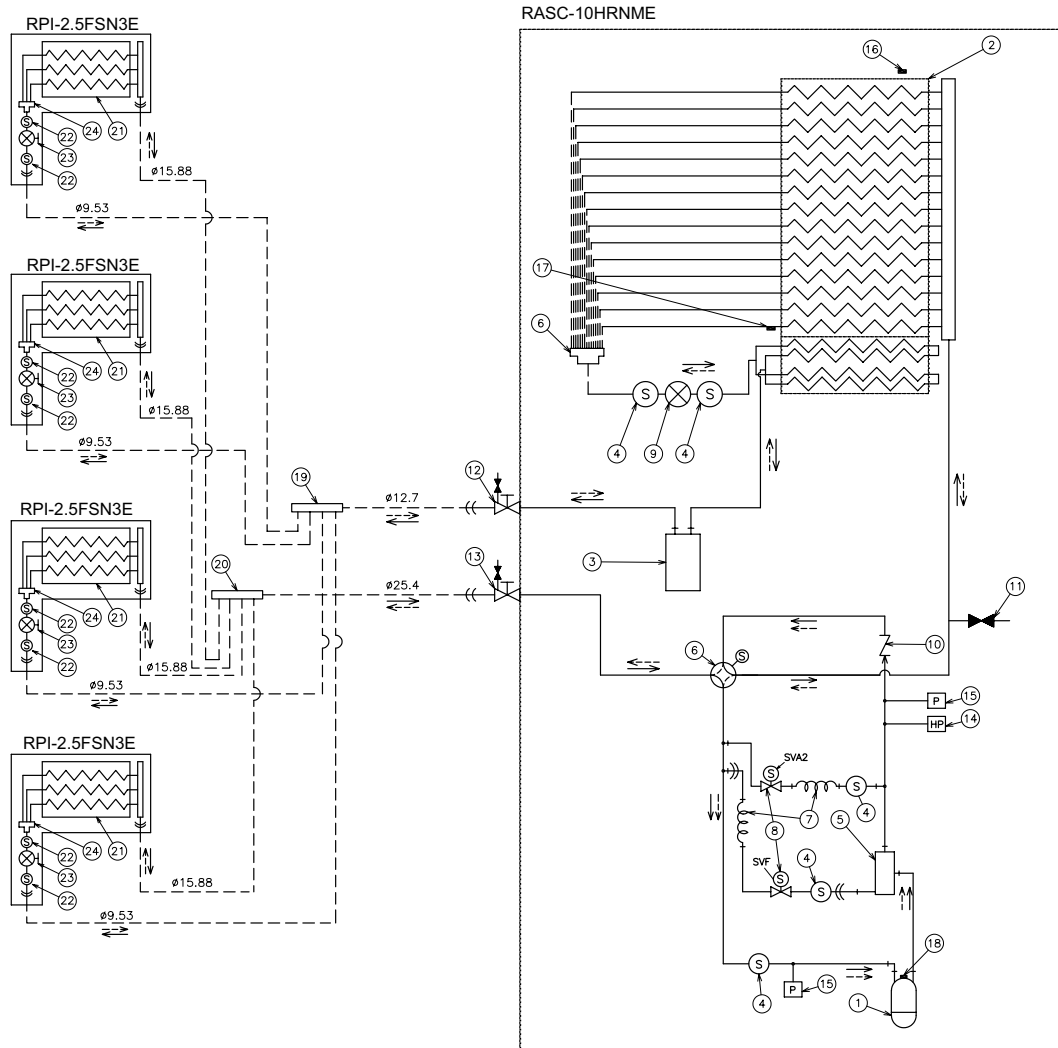 RASC-10HRNME
RPI-2.5FSN3E
24
21
22
23
22
ø15.88
ø9.53
16
2
17
6
4
9
4
RPI-2.5FSN3E
24
21
22
23
22
ø15.88
ø9.53
19
ø12.7
12
3
RPI-2.5FSN3E
24
21
22
23
22
ø15.88
ø9.53
20
ø25.4
13
11
10
6
S
P
15
HP
14
SVA2
S
S
4
7
8
5
SVF
S
S
4
RPI-2.5FSN3E
24
21
22
23
22
ø15.88
ø9.53
S
4
P
15
18
1
S
S
S
S
S
S
S
S
S
S